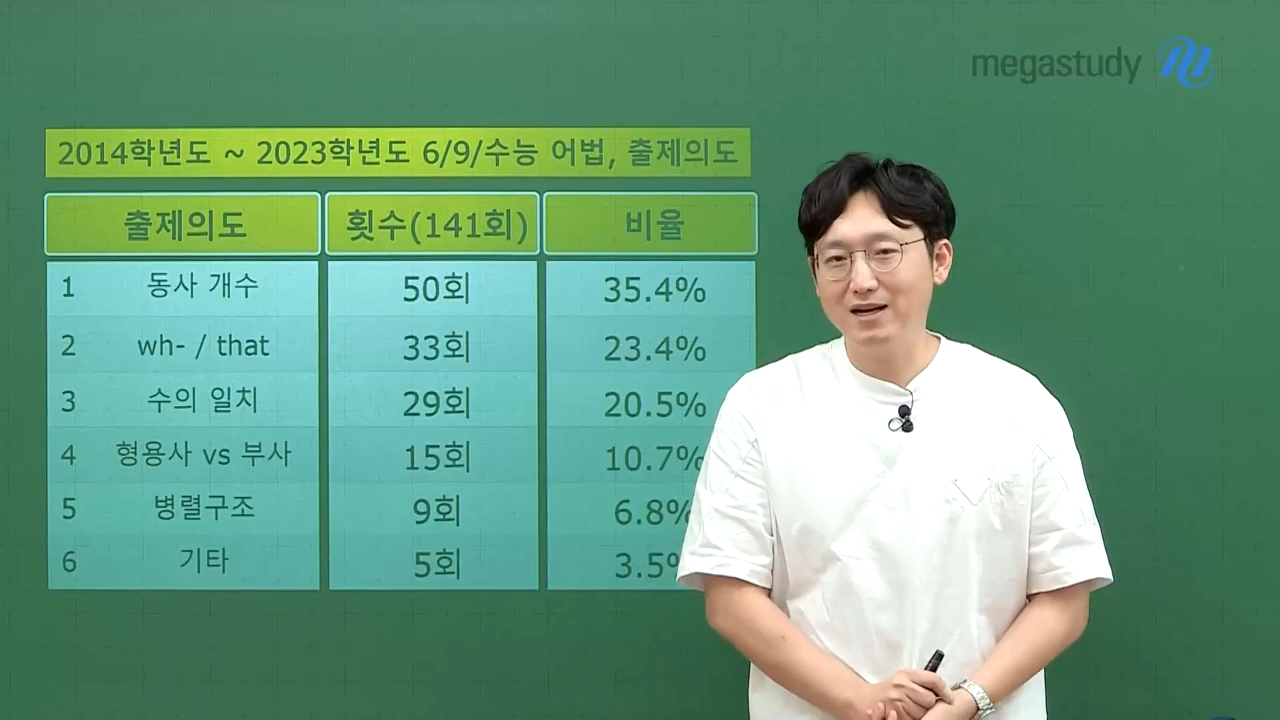 megastudy
2014학년도 ~ 2023학년도 6/9/수능 어법, 출제의도
출제의도 횟수(141회) 비율
1 동사 개수 50회 35.4%
2 wh- / that 33회 23.4%
3 수의 일치 29회 20.5%
4 형용사 vs 부사 15회 10.7%
5 병렬구조 9회 6.8%
6 기타 5회 3.5%